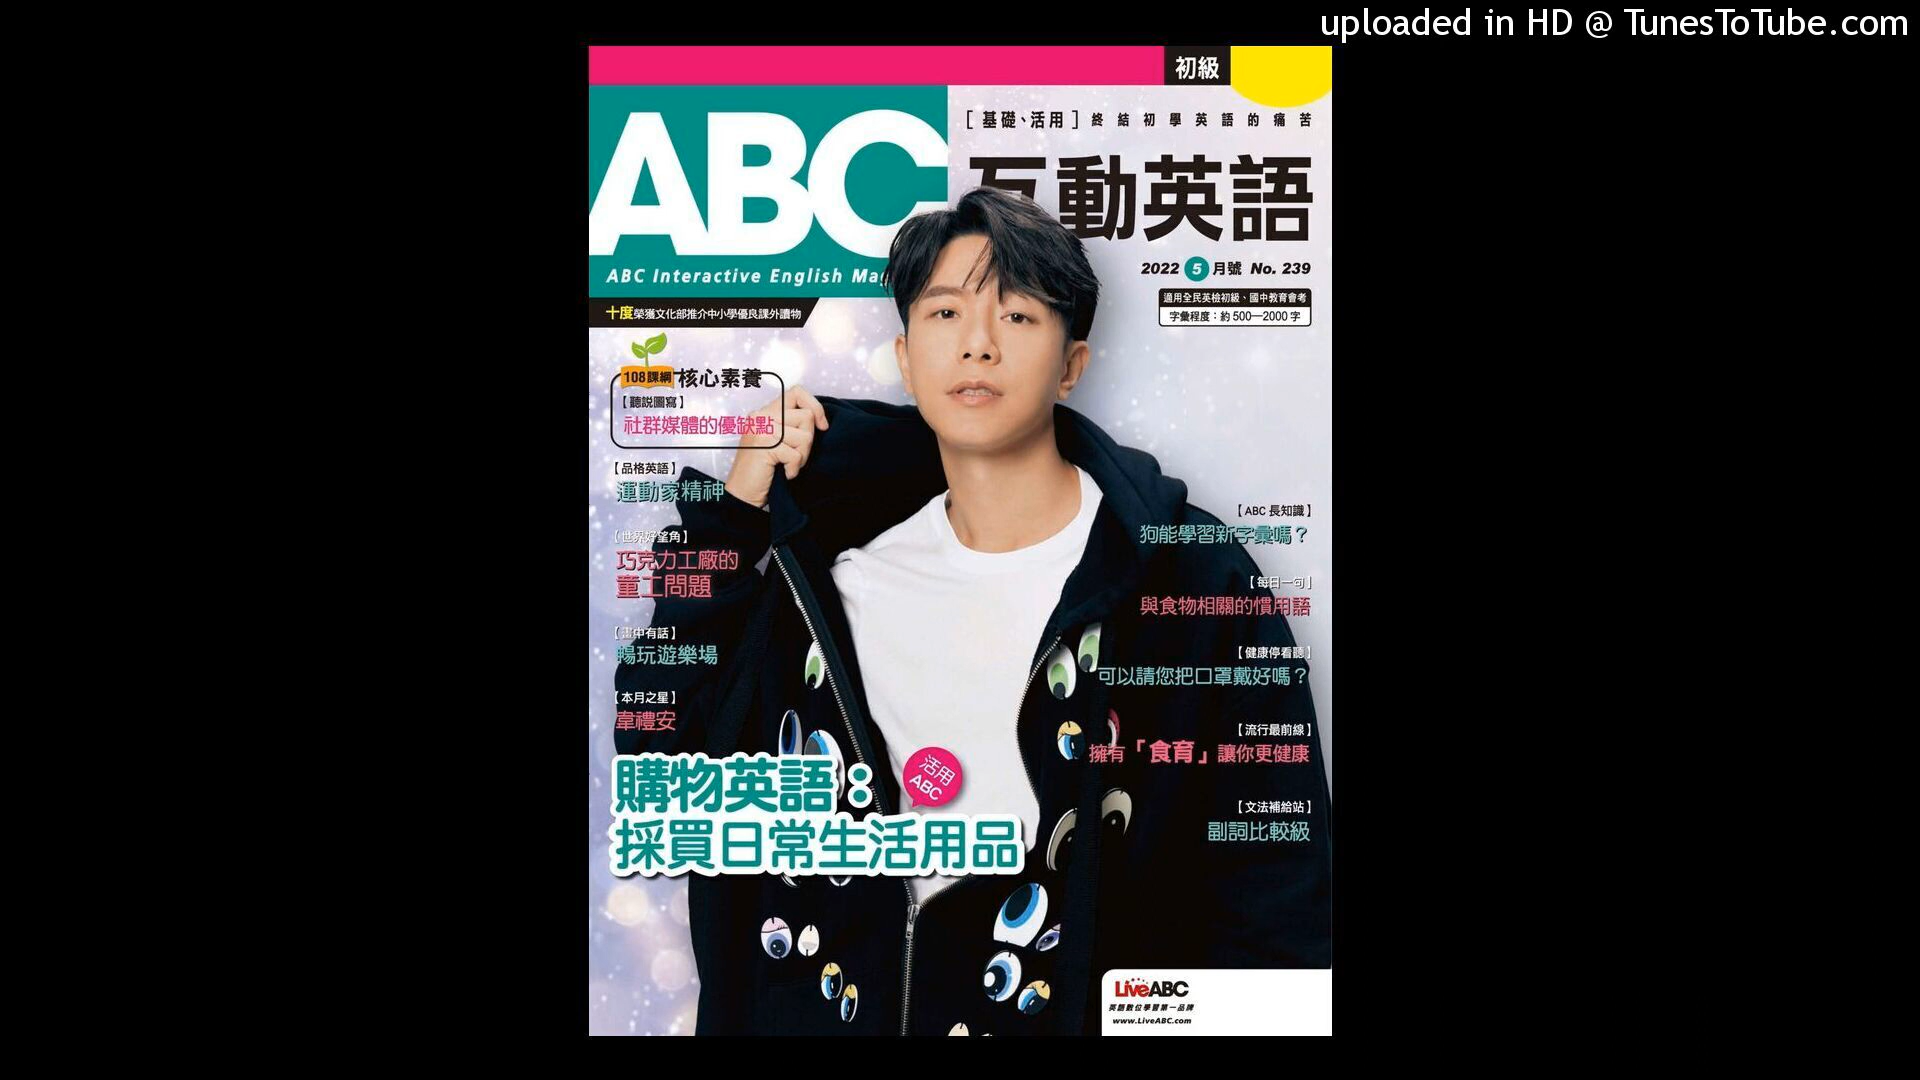 uploaded in HD @ TunesToTube.com
初級
ABC
[基礎、活用] 終結初學英語的痛苦
互動英語
ABC Interactive English Mag
2022 5 月號 No. 239
適用全民英檢初級、國中教育會考
字彙程度：約 500—2000 字
十度榮獲文化部推介中小學優良課外讀物
108課綱 核心素養
【聽說圖寫】
社群媒體的優缺點
【品格英語】
運動家精神
【世界好望角】
巧克力工廠的
童工問題
【畫中有話】
暢玩遊樂場
【本月之星】
韋禮安
購物英語：
採買日常生活用品
活用
ABC
【ABC 長知識】
狗能學習新字彙嗎？
【每日一句】
與食物相關的慣用語
【健康停看聽】
可以請您把口罩戴好嗎？
【流行最前線】
擁有「食育」讓你更健康
【文法補給站】
副詞比較級
LiveABC
英語數位學習第一品牌
www.LiveABC.com